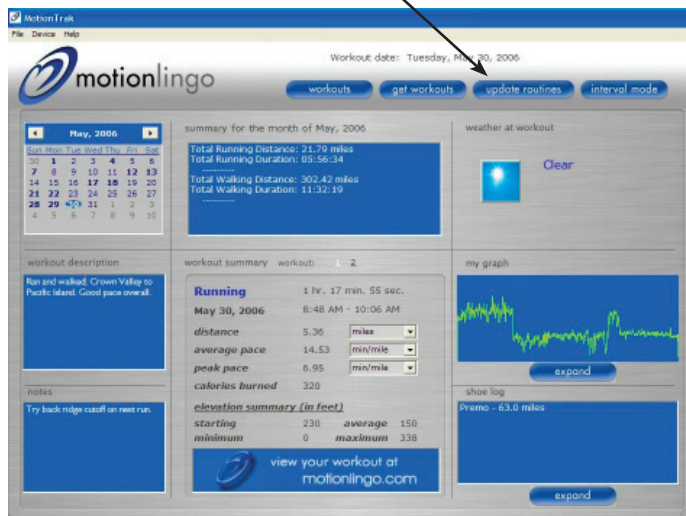 MotionTrak
File Device Help
motionlingo
Workout date: Tuesday, May 30, 2006
workouts get workouts update routines interval mode
May, 2006
Sun Mon Tue Wed Thu Fri Sat
30 1 2 3 4 5 6
7 8 9 10 11 12 13
14 15 16 17 18 19 20
21 22 23 24 25 26 27
28 29 30 31 1 2 3
4 5 6 7 8 9 10
summary for the month of May, 2006
Total Running Distance: 21.79 miles
Total Running Duration: 05:56:34
---------
Total Walking Distance: 302.42 miles
Total Walking Duration: 11:32:19
---------
weather at workout
Clear
workout description
Ran and walked, Crown Valley to
Pacific Island. Good pace overall.
notes
Try back ridge cutoff on next run.
workout summary workout: 1 2
Running 1 hr. 17 min. 55 sec.
May 30, 2006 8:48 AM - 10:06 AM
distance 5.36 miles
average pace 14.53 min/mile
peak pace 6.95 min/mile
calories burned 320
elevation summary (in feet)
starting 230 average 150
minimum 0 maximum 338
view your workout at
motionlingo.com
my graph
expand
shoe log
Premo - 63.0 miles
expand